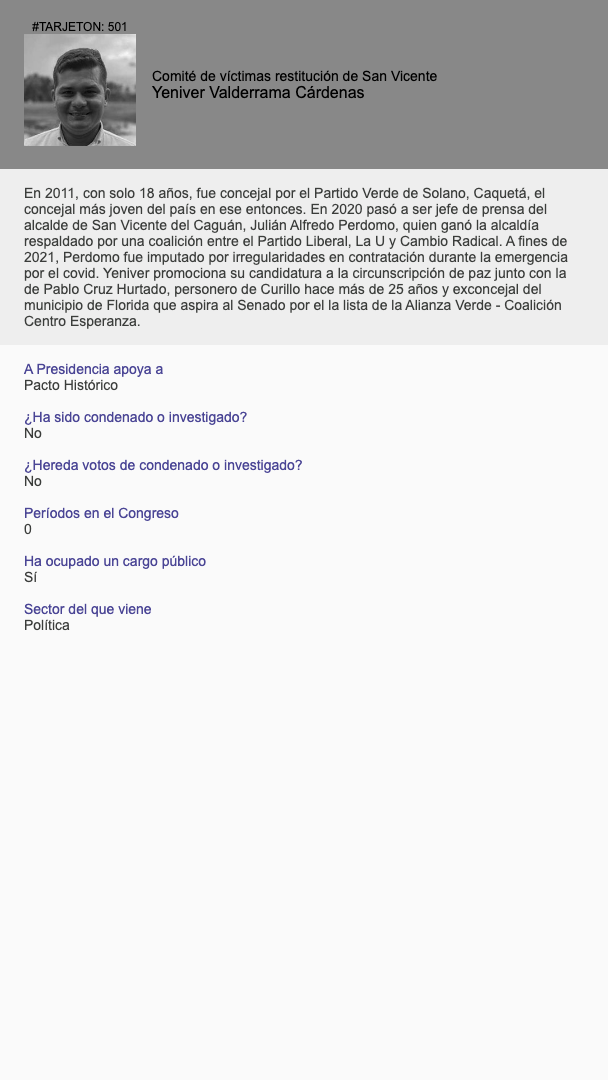 #TARJETON: 501
Comité de víctimas restitución de San Vicente
Yeniver Valderrama Cárdenas
En 2011, con solo 18 años, fue concejal por el Partido Verde de Solano, Caquetá, el
concejal más joven del país en ese entonces. En 2020 pasó a ser jefe de prensa del
alcalde de San Vicente del Caguán, Julián Alfredo Perdomo, quien ganó la alcaldía
respaldado por una coalición entre el Partido Liberal, La U y Cambio Radical. A fines de
2021, Perdomo fue imputado por irregularidades en contratación durante la emergencia
por el covid. Yeniver promociona su candidatura a la circunscripción de paz junto con la
de Pablo Cruz Hurtado, personero de Curillo hace más de 25 años y exconcejal del
municipio de Florida que aspira al Senado por el la lista de la Alianza Verde - Coalición
Centro Esperanza.
A Presidencia apoya a
Pacto Histórico
¿Ha sido condenado o investigado?
No
¿Hereda votos de condenado o investigado?
No
Períodos en el Congreso
0
Ha ocupado un cargo público
Sí
Sector del que viene
Política